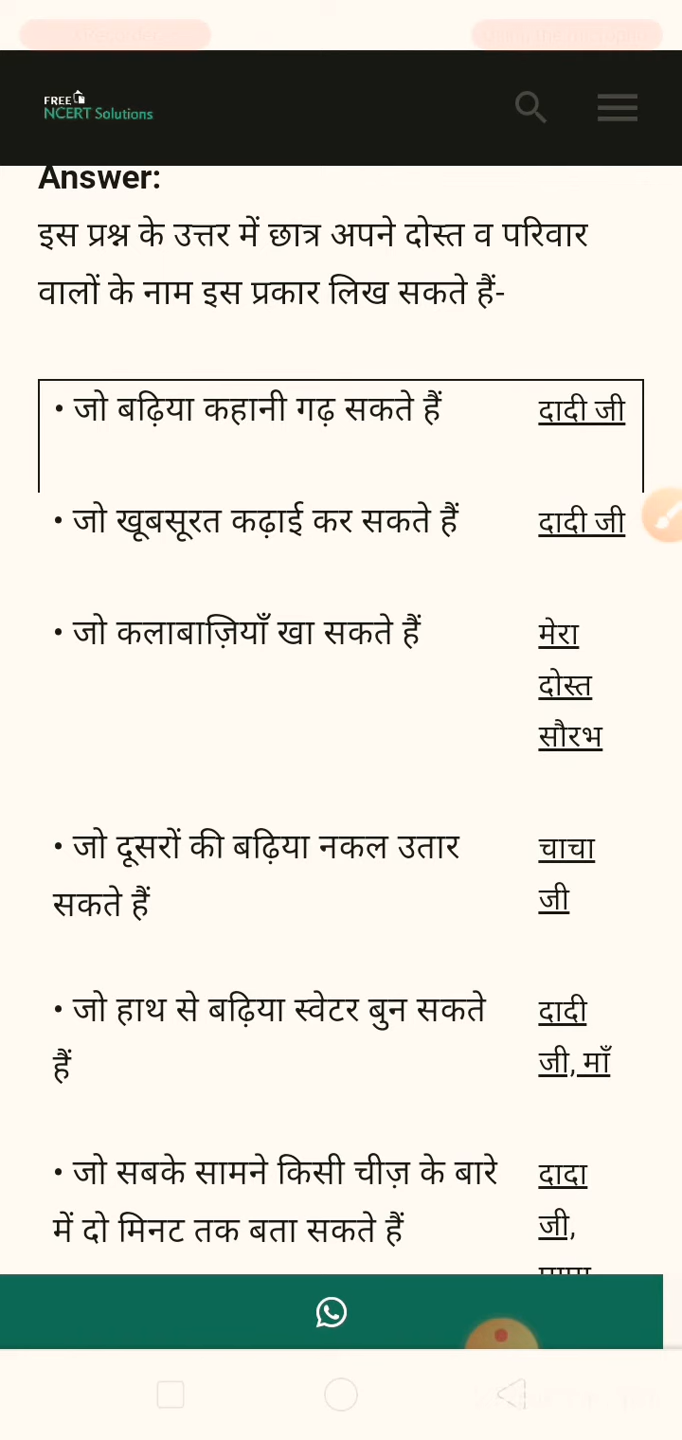 FREE
NCERT Solutions
Answer:
इस प्रश्न के उत्तर में छात्र अपने दोस्त व परिवार
वालों के नाम इस प्रकार लिख सकते हैं-
• जो बढ़िया कहानी गढ़ सकते हैं दादी जी
• जो खूबसूरत कढ़ाई कर सकते हैं दादी जी
• जो कलाबाज़ियाँ खा सकते हैं मेरा
दोस्त
सौरभ
• जो दूसरों की बढ़िया नकल उतार चाचा
सकते हैं जी
• जो हाथ से बढ़िया स्वेटर बुन सकते दादी
हैं जी, माँ
• जो सबके सामने किसी चीज़ के बारे दादा
में दो मिनट तक बता सकते हैं जी,